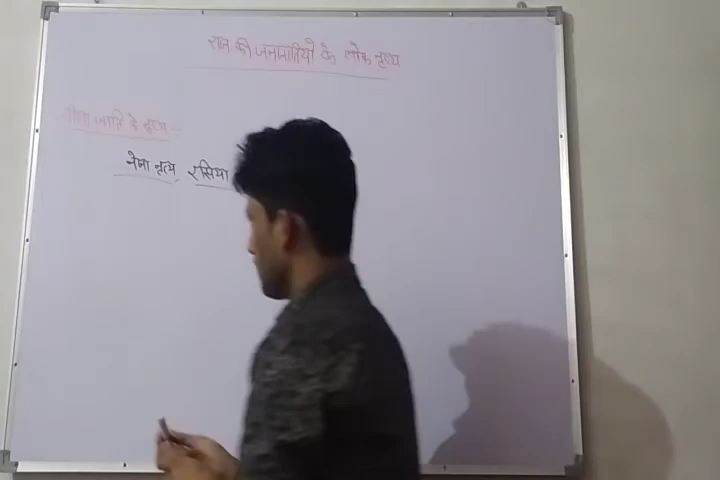 राज की जनजातियों के लोक नृत्य
मीणा जाति के नृत्य -
नेजा नृत्य रसिया